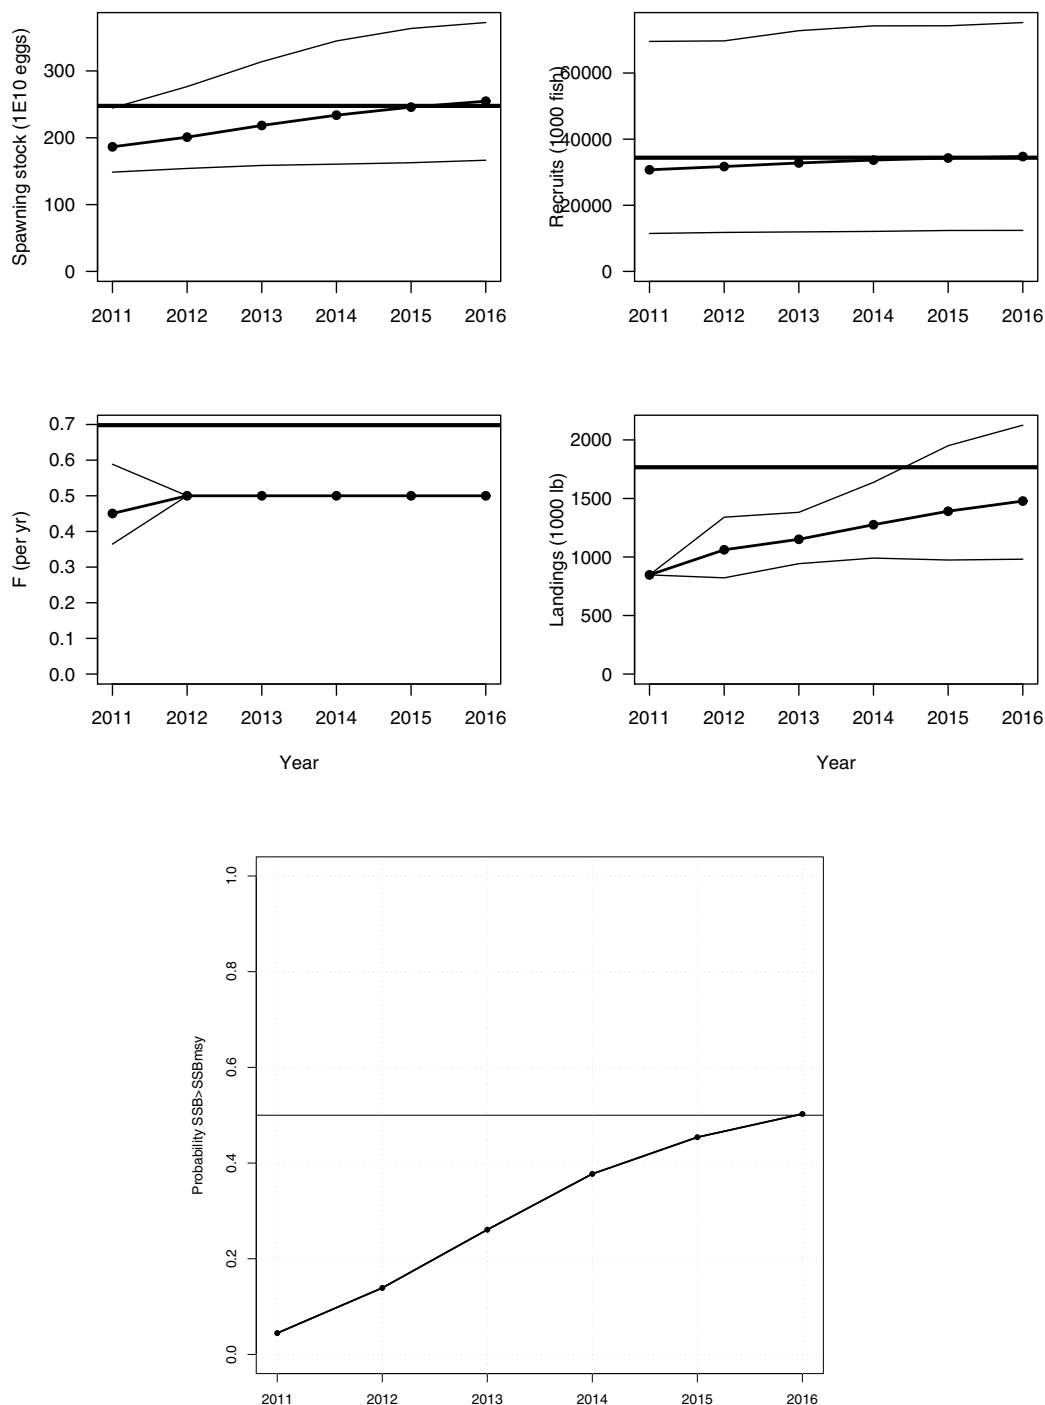 Spawning stock (1E10 eggs)
300
200
100
0
2011 2012 2013 2014 2015 2016
Recruits (1000 fish)
60000
40000
20000
0
2011 2012 2013 2014 2015 2016
F (per yr)
0.7
0.6
0.5
0.4
0.3
0.2
0.1
0.0
2011 2012 2013 2014 2015 2016
Year
Landings (1000 lb)
2000
1500
1000
500
0
2011 2012 2013 2014 2015 2016
Year
Probability SSB>SSBmsy
1.0
0.8
0.6
0.4
0.2
0.0
2011 2012 2013 2014 2015 2016